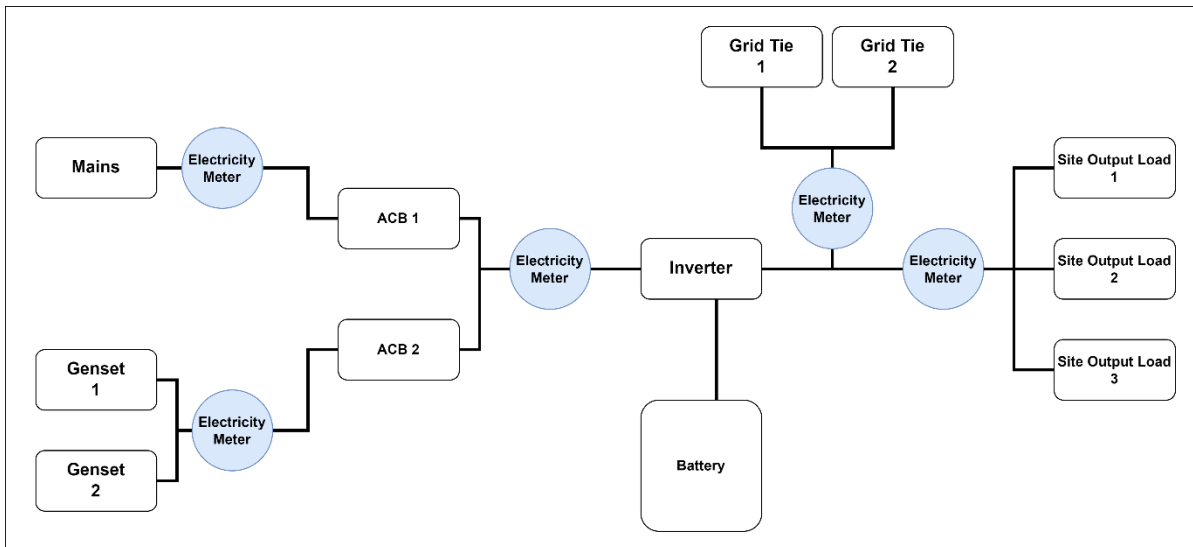 Grid Tie
1
Grid Tie
2
Mains
Electricity
Meter
ACB 1
Electricity
Meter
Site Output Load
1
Electricity
Meter
Inverter
Electricity
Meter
Site Output Load
2
ACB 2
Genset
1
Electricity
Meter
Genset
2
Battery
Site Output Load
3